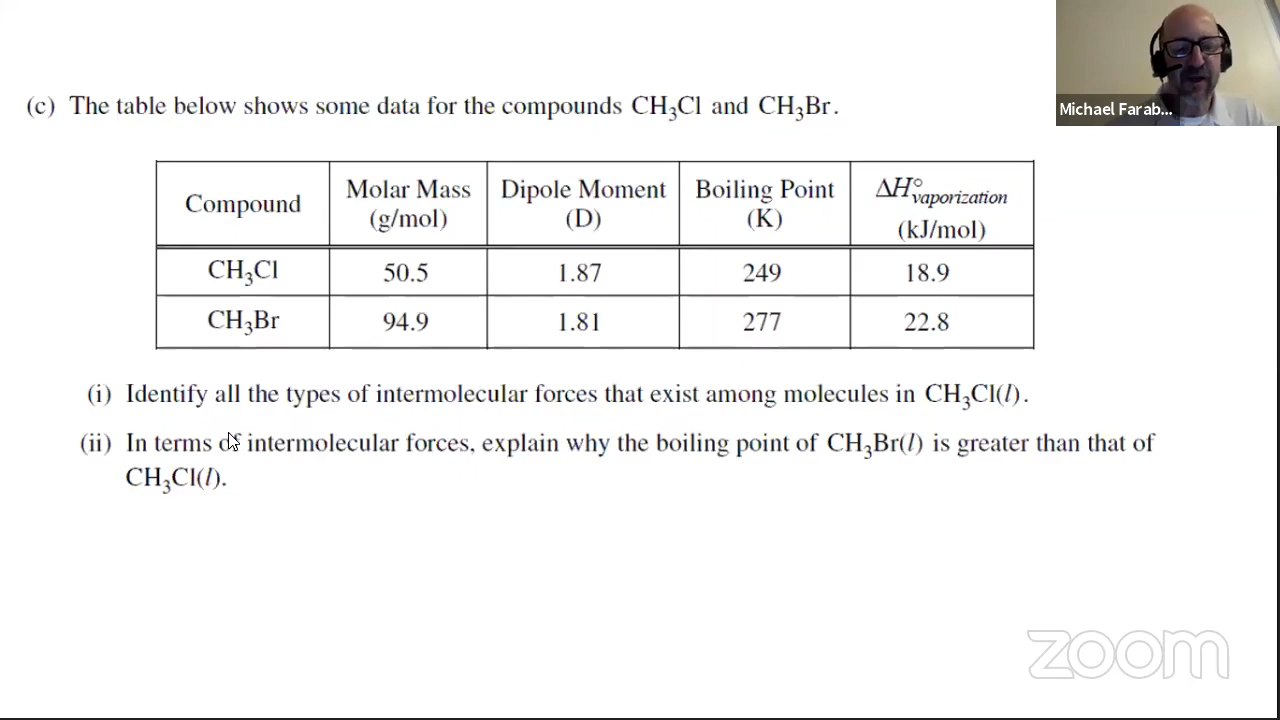 Michael Farab...
(c) The table below shows some data for the compounds CH₃Cl and CH₃Br.
Compound Molar Mass (g/mol) Dipole Moment (D) Boiling Point (K) ΔH°vaporization (kJ/mol)
CH₃Cl 50.5 1.87 249 18.9
CH₃Br 94.9 1.81 277 22.8
(i) Identify all the types of intermolecular forces that exist among molecules in CH₃Cl(l).
(ii) In terms of intermolecular forces, explain why the boiling point of CH₃Br(l) is greater than that of
CH₃Cl(l).
zoom